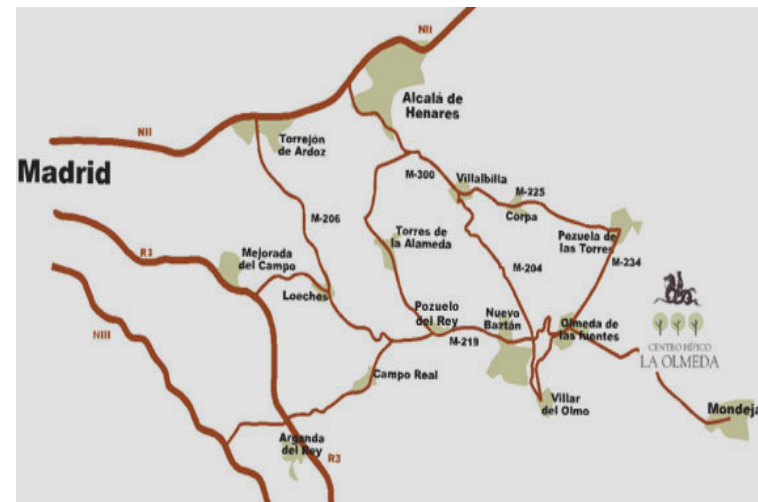 NII
Alcalá de
Henares
NII
Torrejón
de Ardoz
Madrid
M-300
Villalbilla
M-225
Corpa
M-206
Torres de
la Alameda
Pezuela de
las Torres
R3
Mejorada
del Campo
M-204
M-234
Loeches
Pozuelo
del Rey
Nuevo
Baztán
Olmeda de
las fuentes
NIII
M-219
CENTRO HÍPICO
LA OLMEDA
Campo Real
Villar
del Olmo
Mondeja
Arganda
del Rey
R3